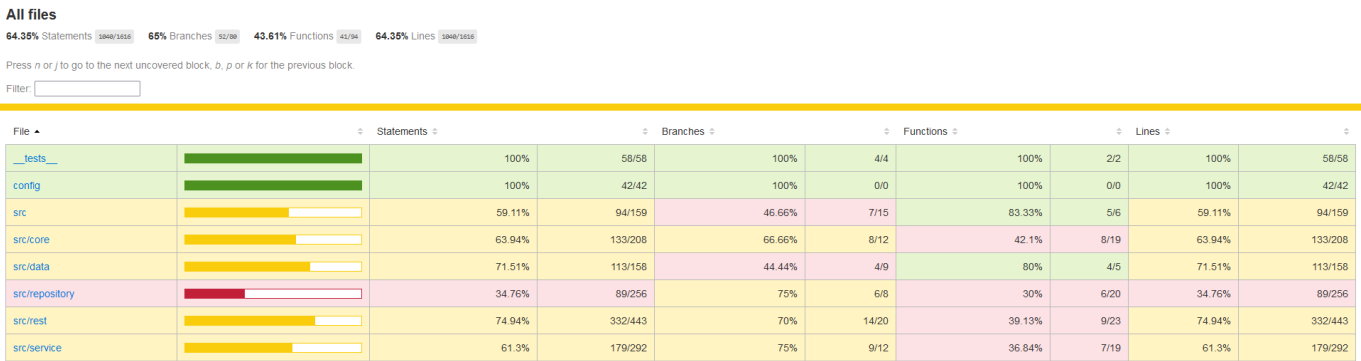 All files
64.35% Statements 1040/1616 65% Branches 52/80 43.61% Functions 41/94 64.35% Lines 1040/1616
Press n or j to go to the next uncovered block, b, p or k for the previous block.
Filter:
File Statements Branches Functions Lines
__tests__ 100% 58/58 100% 4/4 100% 2/2 100% 58/58
config 100% 42/42 100% 0/0 100% 0/0 100% 42/42
src 59.11% 94/159 46.66% 7/15 83.33% 5/6 59.11% 94/159
src/core 63.94% 133/208 66.66% 8/12 42.1% 8/19 63.94% 133/208
src/data 71.51% 113/158 44.44% 4/9 80% 4/5 71.51% 113/158
src/repository 34.76% 89/256 75% 6/8 30% 6/20 34.76% 89/256
src/rest 74.94% 332/443 70% 14/20 39.13% 9/23 74.94% 332/443
src/service 61.3% 179/292 75% 9/12 36.84% 7/19 61.3% 179/292